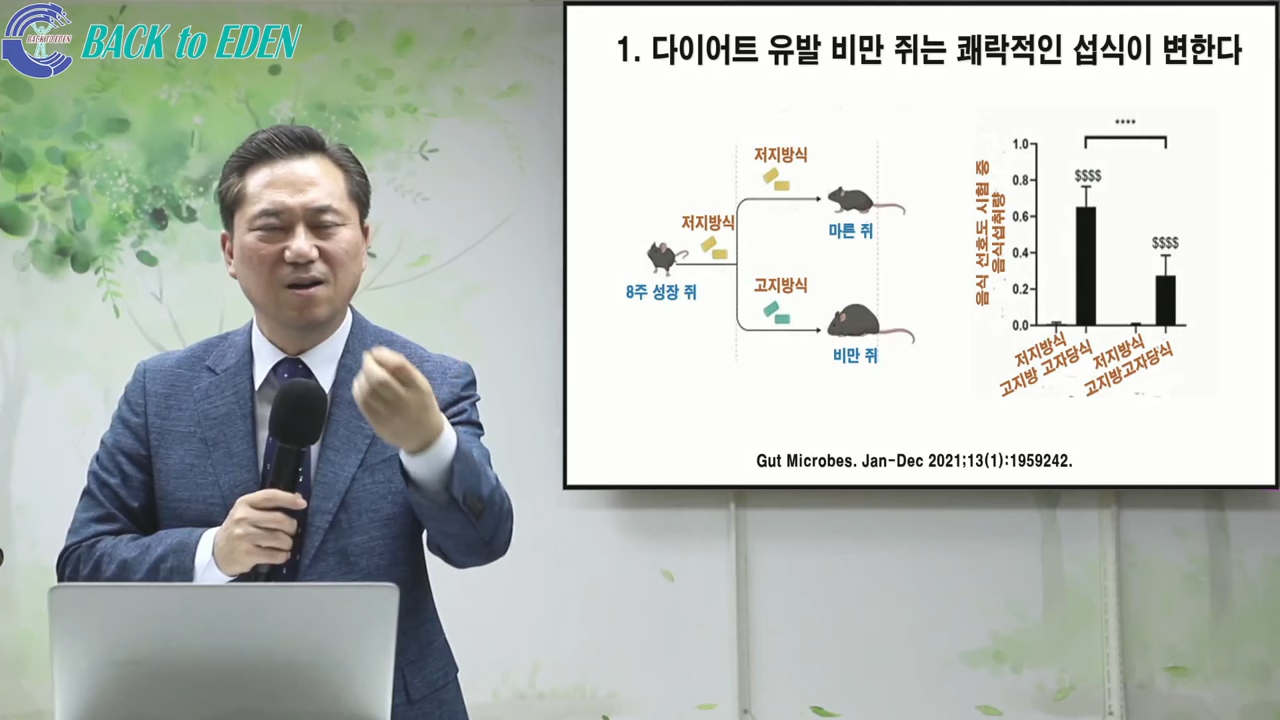 BACK to EDEN
BACKTOEDEN
1. 다이어트 유발 비만 쥐는 쾌락적인 섭식이 변한다
저지방식
저지방식
마른 쥐
8주 성장 쥐
고지방식
비만 쥐
음식 선호도 시험 중
음식섭취량
****
1.0
$$$$
0.8
0.6
$$$$
0.4
0.2
0.0
저지방식
고지방 고자당식
저지방식
고지방고자당식
Gut Microbes. Jan-Dec 2021;13(1):1959242.